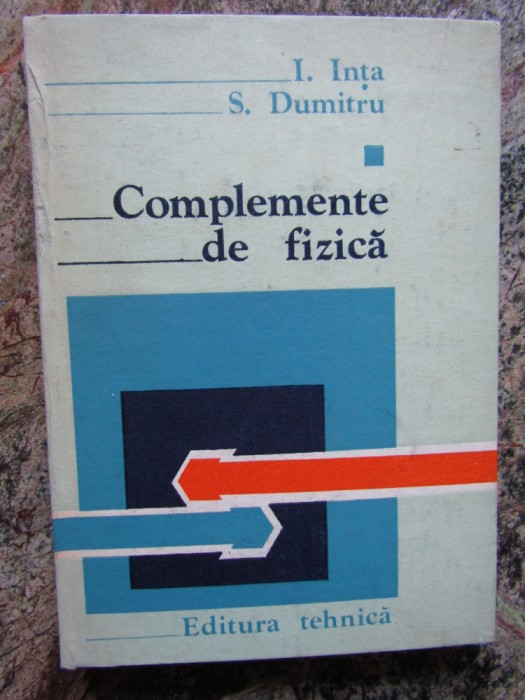 I. Ința
S. Dumitru
Complemente
de fizică
Editura tehnică